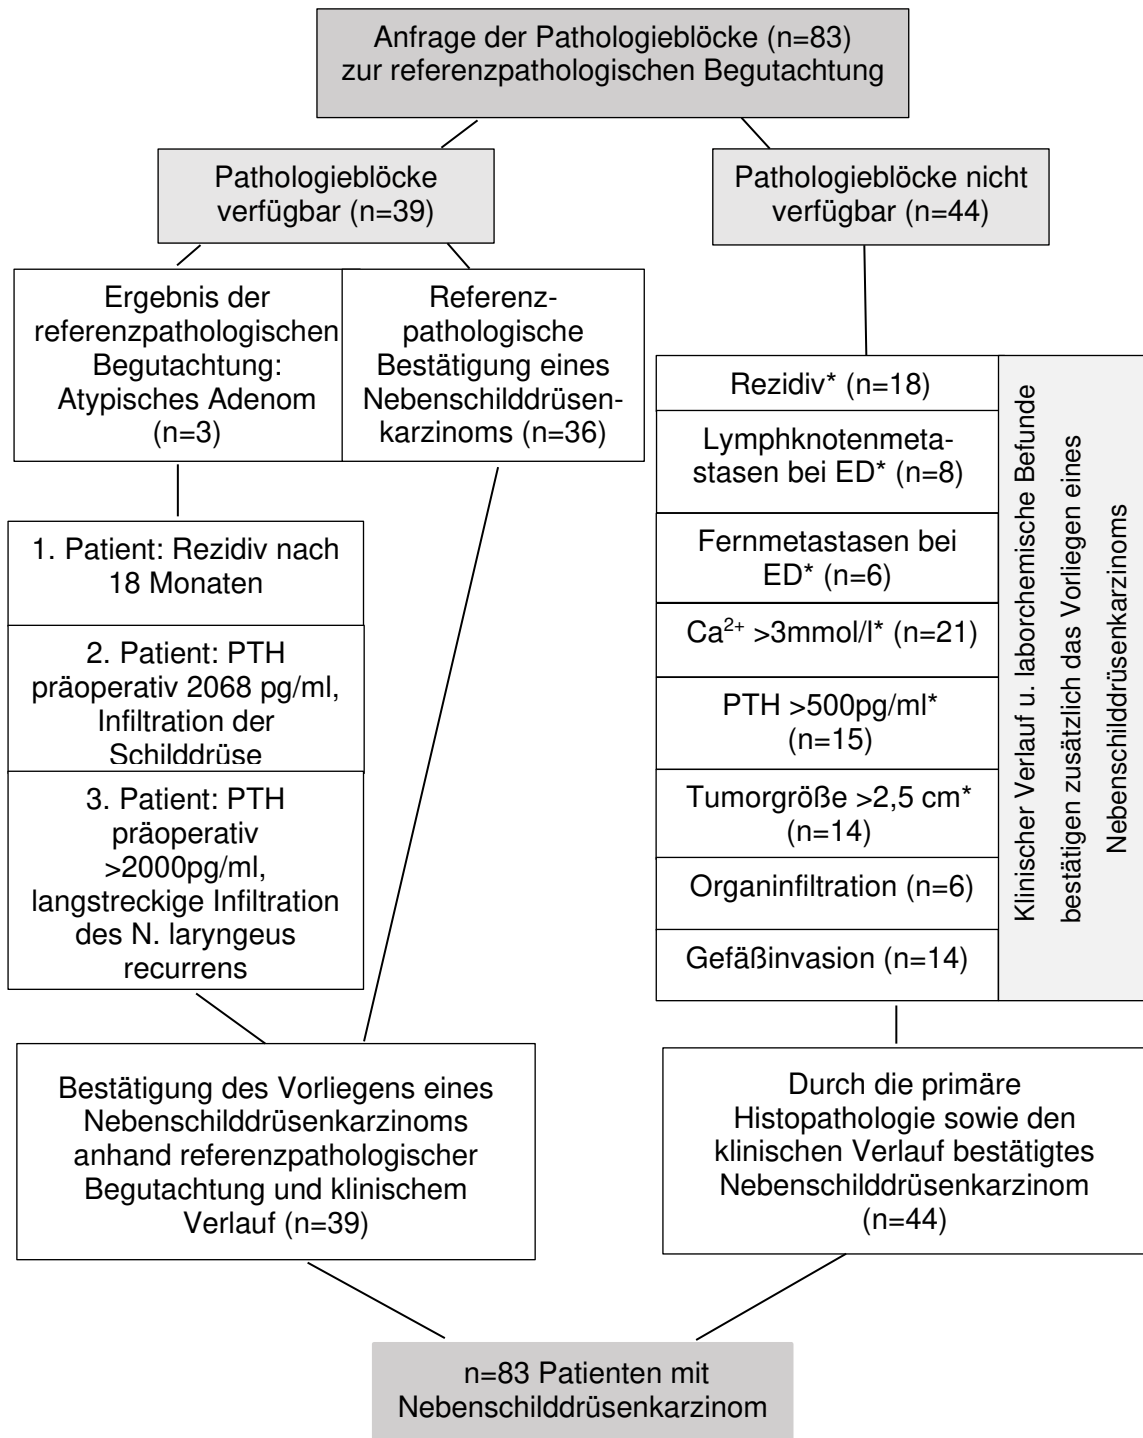 Anfrage der Pathologieblöcke (n=83)
zur referenzpathologischen Begutachtung
Pathologieblöcke
verfügbar (n=39)
Pathologieblöcke nicht
verfügbar (n=44)
Ergebnis der
referenzpathologischen
Begutachtung:
Atypisches Adenom
(n=3)
Referenz-
pathologische
Bestätigung eines
Nebenschilddrüsen-
karzinoms (n=36)
1. Patient: Rezidiv nach
18 Monaten
2. Patient: PTH
präoperativ 2068 pg/ml,
Infiltration der
Schilddrüse
3. Patient: PTH
präoperativ
>2000pg/ml,
langstreckige Infiltration
des N. laryngeus
recurrens
Rezidiv* (n=18)
Lymphknotenmeta-
stasen bei ED* (n=8)
Fernmetastasen bei
ED* (n=6)
Ca²⁺ >3mmol/l* (n=21)
PTH >500pg/ml*
(n=15)
Tumorgröße >2,5 cm*
(n=14)
Organinfiltration (n=6)
Gefäßinvasion (n=14)
Klinischer Verlauf u. laborchemische Befunde
bestätigen zusätzlich das Vorliegen eines
Nebenschilddrüsenkarzinoms
Bestätigung des Vorliegens eines
Nebenschilddrüsenkarzinoms
anhand referenzpathologischer
Begutachtung und klinischem
Verlauf (n=39)
Durch die primäre
Histopathologie sowie den
klinischen Verlauf bestätigtes
Nebenschilddrüsenkarzinom
(n=44)
n=83 Patienten mit
Nebenschilddrüsenkarzinom